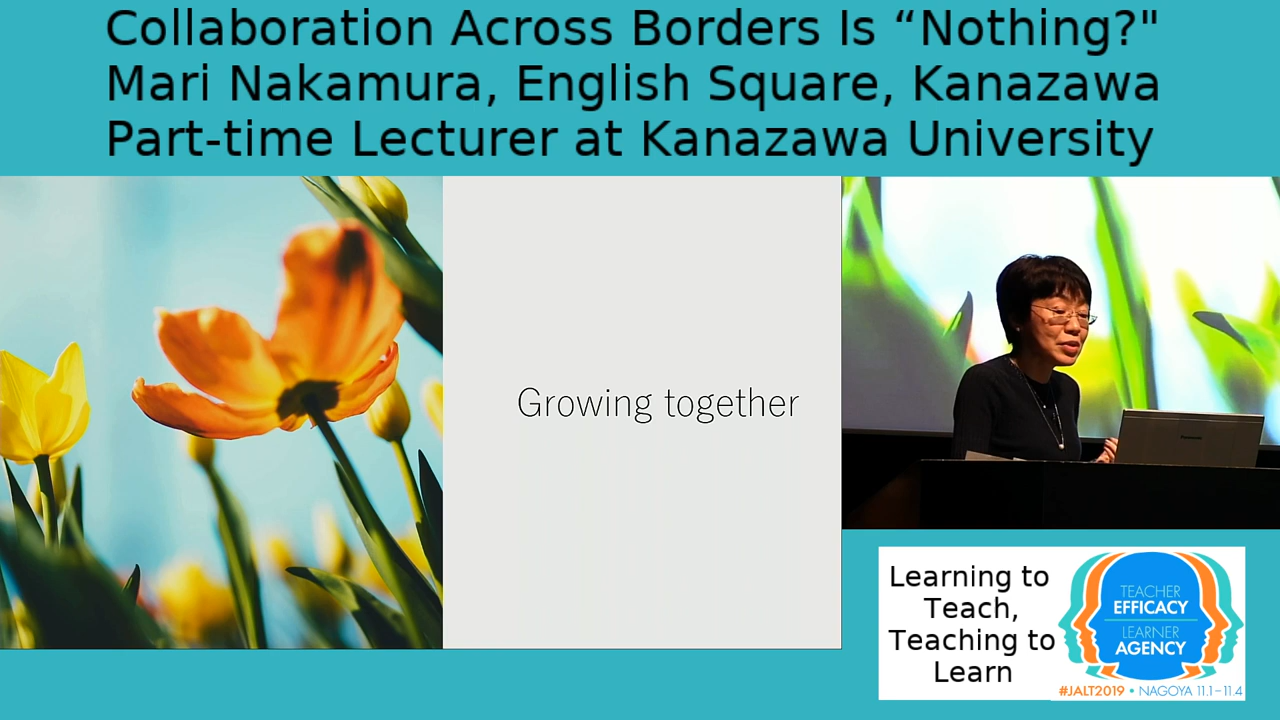 Collaboration Across Borders Is “Nothing?"
Mari Nakamura, English Square, Kanazawa
Part-time Lecturer at Kanazawa University
Growing together
Learning to
Teach,
Teaching to
Learn
TEACHER
EFFICACY
LEARNER
AGENCY
#JALT2019 • NAGOYA 11.1–11.4